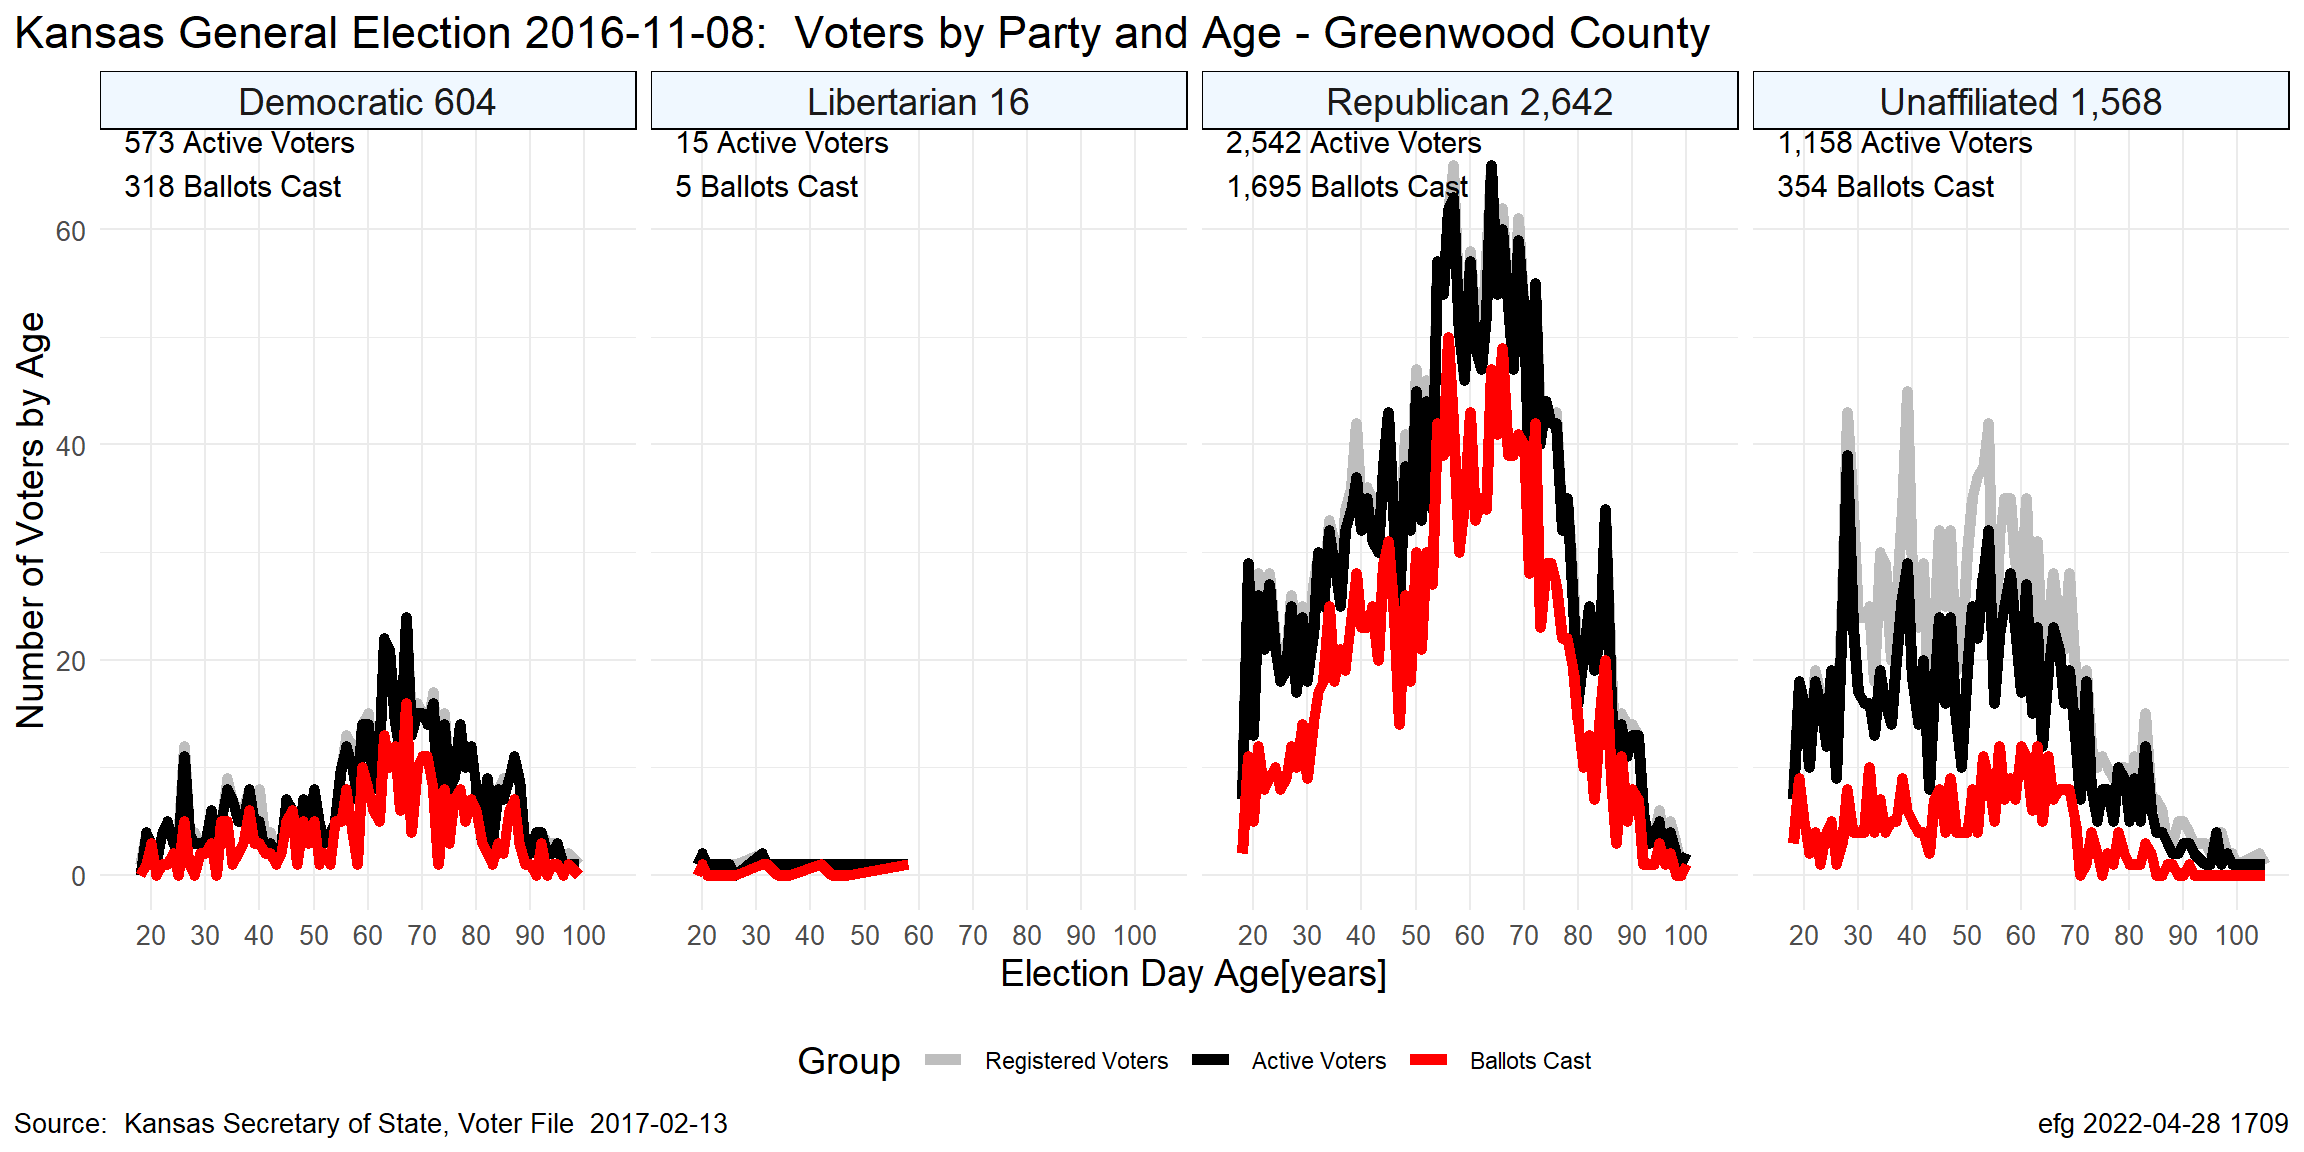 Kansas General Election 2016-11-08:  Voters by Party and Age - Greenwood County
Democratic 604
Libertarian 16
Republican 2,642
Unaffiliated 1,568
573 Active Voters
318 Ballots Cast
15 Active Voters
5 Ballots Cast
2,542 Active Voters
1,695 Ballots Cast
1,158 Active Voters
354 Ballots Cast
Number of Voters by Age
60
40
20
0
20 30 40 50 60 70 80 90 100
20 30 40 50 60 70 80 90 100
20 30 40 50 60 70 80 90 100
20 30 40 50 60 70 80 90 100
Election Day Age[years]
Group Registered Voters Active Voters Ballots Cast
Source:  Kansas Secretary of State, Voter File  2017-02-13
efg 2022-04-28 1709